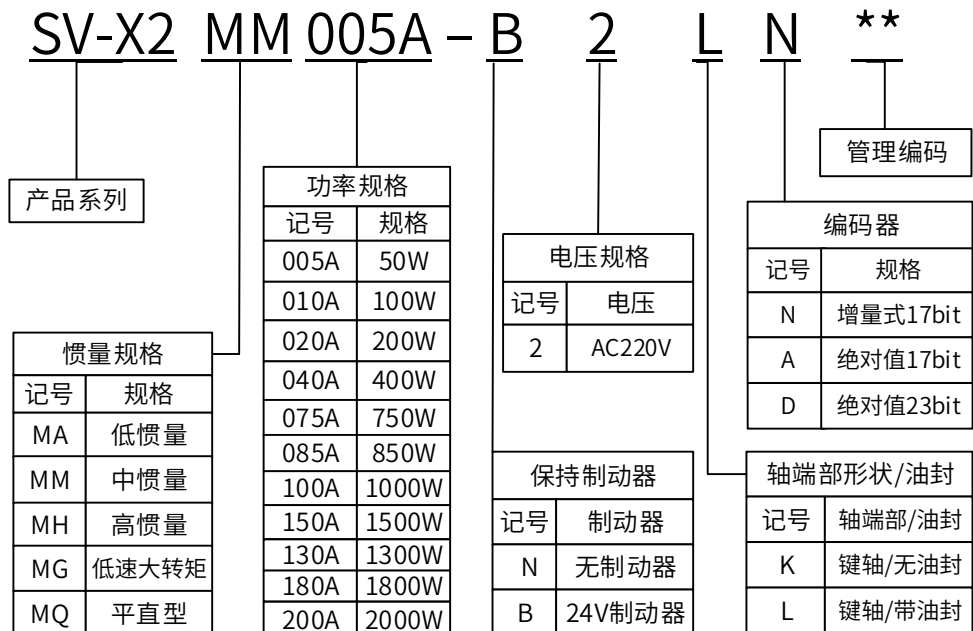 SV-X2 MM 005A – B 2 L N **
管理编码
产品系列
功率规格
记号 规格
005A 50W
010A 100W
020A 200W
040A 400W
075A 750W
085A 850W
100A 1000W
150A 1500W
130A 1300W
180A 1800W
200A 2000W
电压规格
记号 电压
2 AC220V
编码器
记号 规格
N 增量式17bit
A 绝对值17bit
D 绝对值23bit
惯量规格
记号 规格
MA 低惯量
MM 中惯量
MH 高惯量
MG 低速大转矩
MQ 平直型
保持制动器
记号 制动器
N 无制动器
B 24V制动器
轴端部形状/油封
记号 轴端部/油封
K 键轴/无油封
L 键轴/带油封